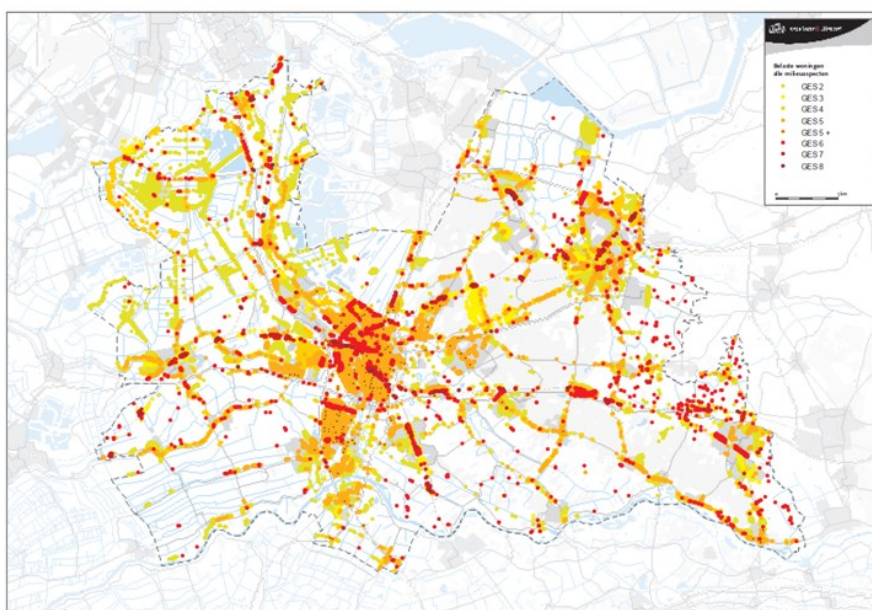 Belaste woningen
alle milieuaspecten
GES 2
GES 3
GES 4
GES 5
GES 5 +
GES 6
GES 7
GES 8